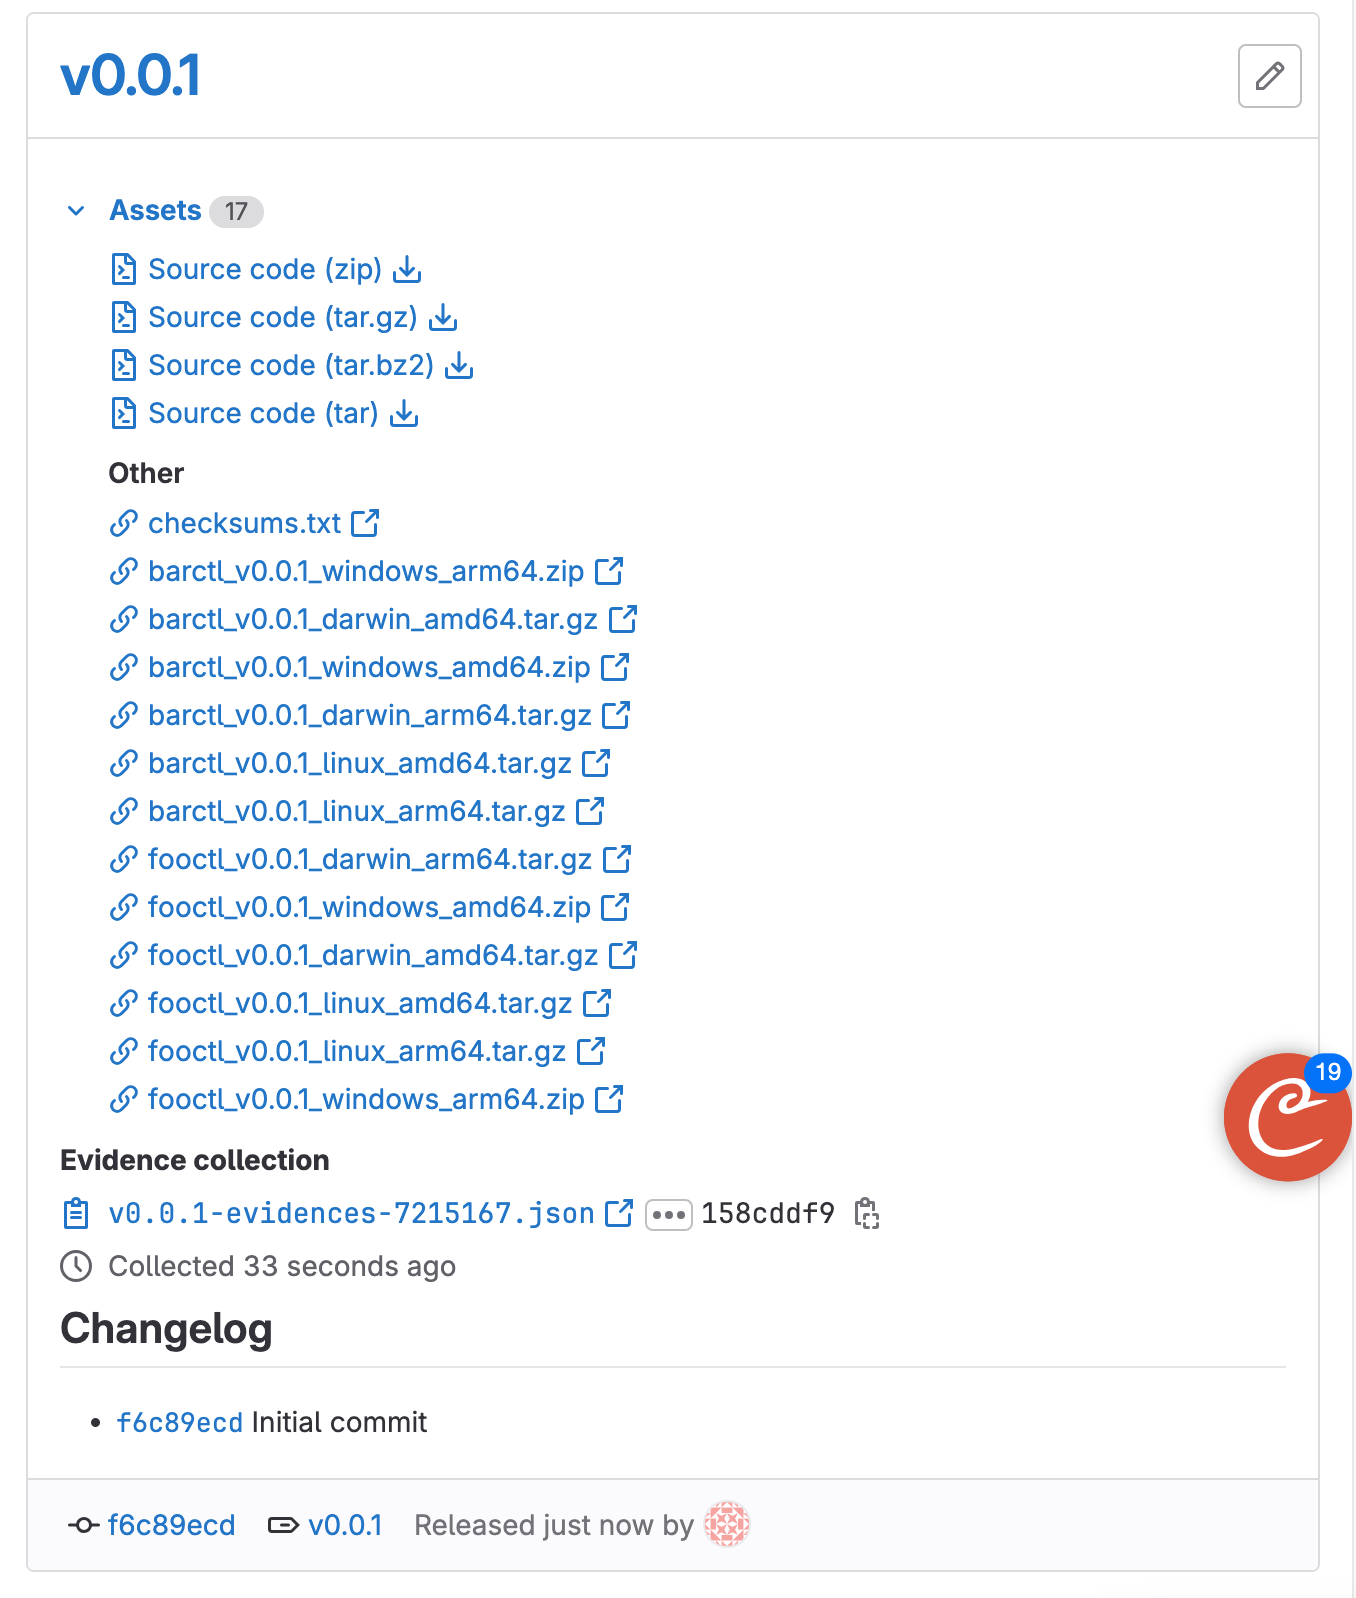 v0.0.1
Assets 17
Source code (zip)
Source code (tar.gz)
Source code (tar.bz2)
Source code (tar)
Other
checksums.txt
barctl_v0.0.1_windows_arm64.zip
barctl_v0.0.1_darwin_amd64.tar.gz
barctl_v0.0.1_windows_amd64.zip
barctl_v0.0.1_darwin_arm64.tar.gz
barctl_v0.0.1_linux_amd64.tar.gz
barctl_v0.0.1_linux_arm64.tar.gz
fooctl_v0.0.1_darwin_arm64.tar.gz
fooctl_v0.0.1_windows_amd64.zip
fooctl_v0.0.1_darwin_amd64.tar.gz
fooctl_v0.0.1_linux_amd64.tar.gz
fooctl_v0.0.1_linux_arm64.tar.gz
19
fooctl_v0.0.1_windows_arm64.zip
Evidence collection
v0.0.1-evidences-7215167.json 158cddf9
Collected 33 seconds ago
Changelog
• f6c89ecd Initial commit
f6c89ecd v0.0.1 Released just now by